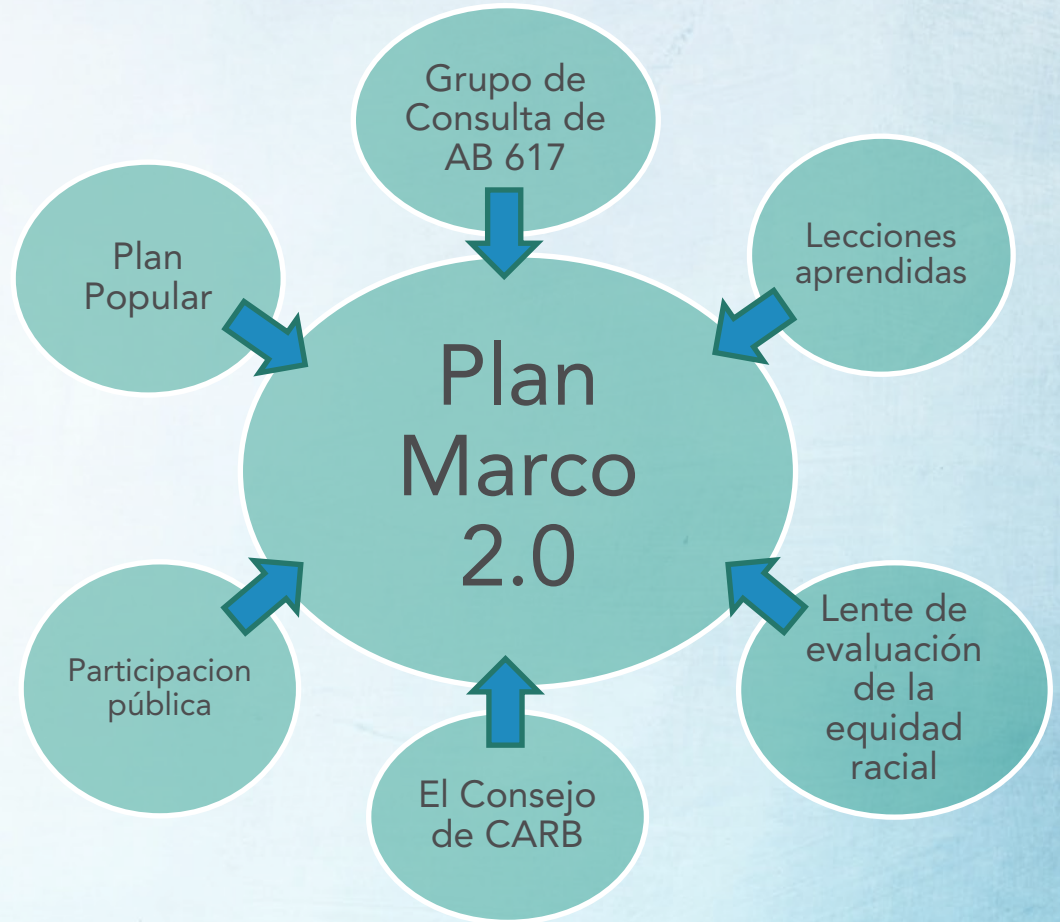 Grupo de
Consulta de
AB 617
Plan
Popular
Lecciones
aprendidas
Plan
Marco
2.0
Participacion
pública
Lente de
evaluación
de la
equidad
racial
El Consejo
de CARB